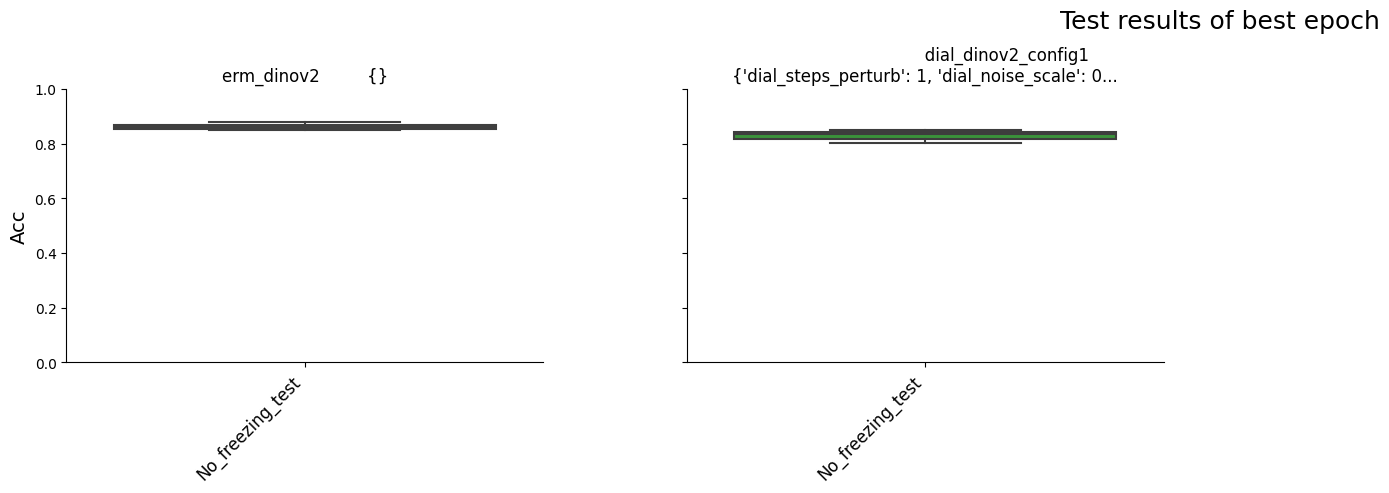 Test results of best epoch
erm_dinov2 {}
dial_dinov2_config1
{'dial_steps_perturb': 1, 'dial_noise_scale': 0...
Acc
1.0
0.8
0.6
0.4
0.2
0.0
No_freezing_test
No_freezing_test